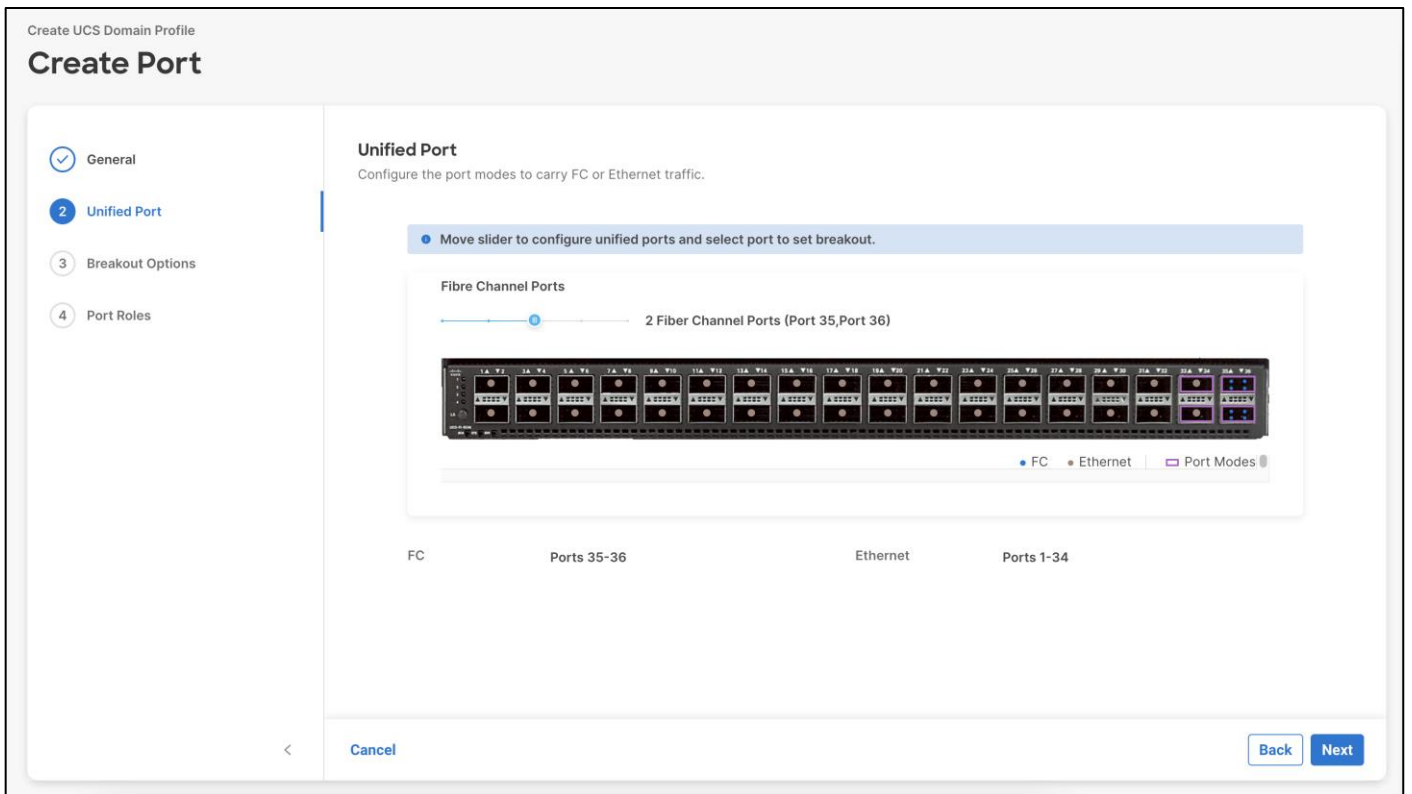 Create UCS Domain Profile
Create Port
General
2 Unified Port
3 Breakout Options
4 Port Roles
Unified Port
Configure the port modes to carry FC or Ethernet traffic.
Move slider to configure unified ports and select port to set breakout.
Fibre Channel Ports
2 Fiber Channel Ports (Port 35,Port 36)
FC Ethernet Port Modes
FC Ports 35-36 Ethernet Ports 1-34
Cancel Back Next